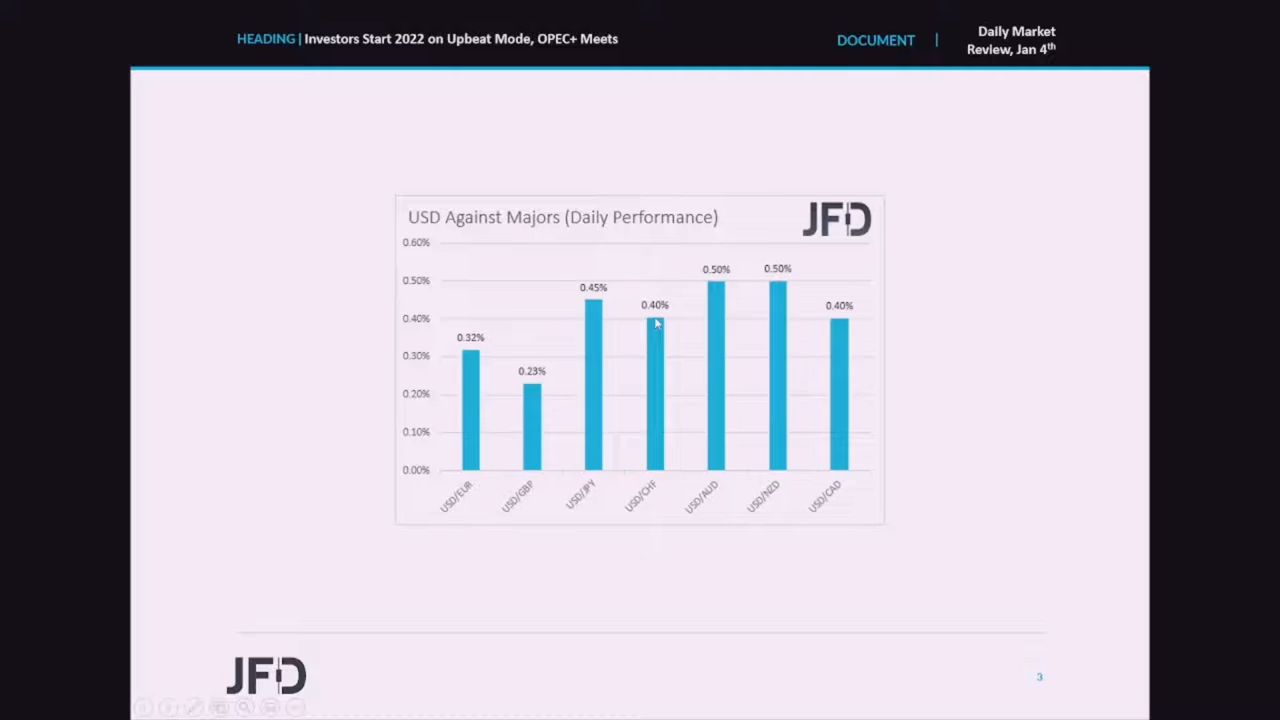 HEADING | Investors Start 2022 on Upbeat Mode, OPEC+ Meets
DOCUMENT |
Daily Market
Review, Jan 4th
USD Against Majors (Daily Performance)
JFD
0.60%
0.50%
0.40%
0.30%
0.20%
0.10%
0.00%
0.32%
0.23%
0.45%
0.40%
0.50%
0.50%
0.40%
USD/EUR
USD/GBP
USD/JPY
USD/CHF
USD/AUD
USD/NZD
USD/CAD
JFD
3